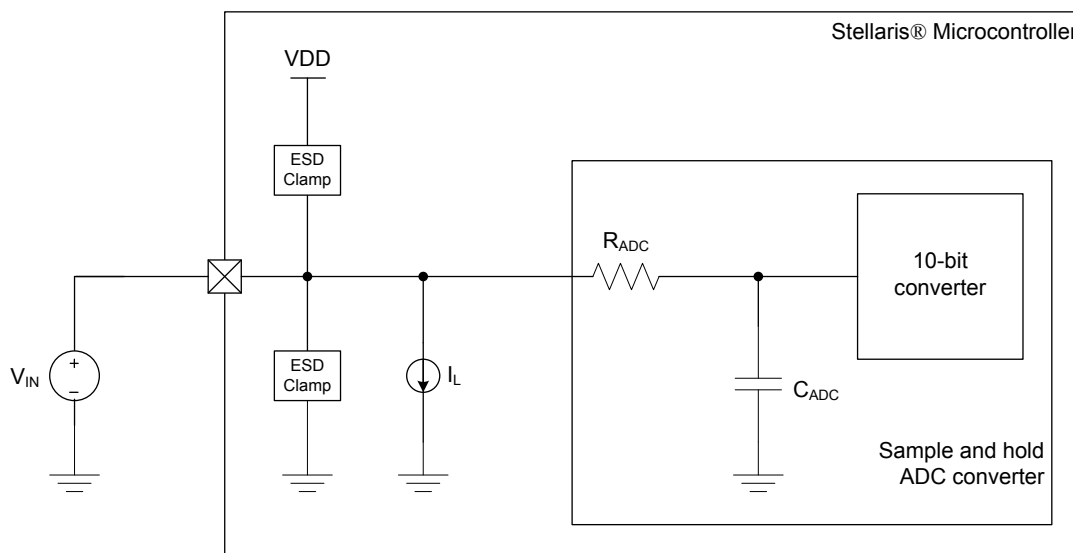 Stellaris® Microcontroller
VDD
ESD
Clamp
RADC
10-bit
converter
VIN
+
–
ESD
Clamp
IL
CADC
Sample and hold
ADC converter